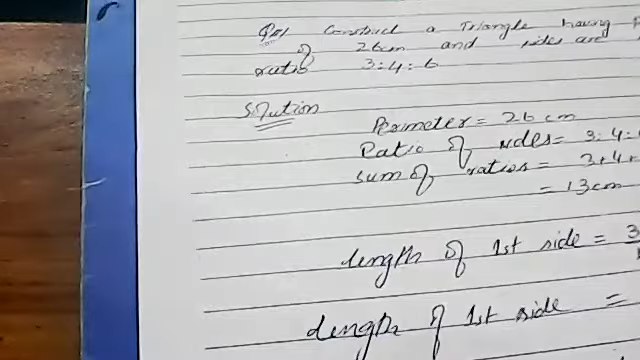 Q01 Construct a Triangle having
of 26cm and sides are
ratio 3:4:6
Solution
Perimeter = 26 cm
Ratio of sides = 3:4:
sum of ratios = 3+4+
= 13cm
length of 1st side = 3
length of 1st side =